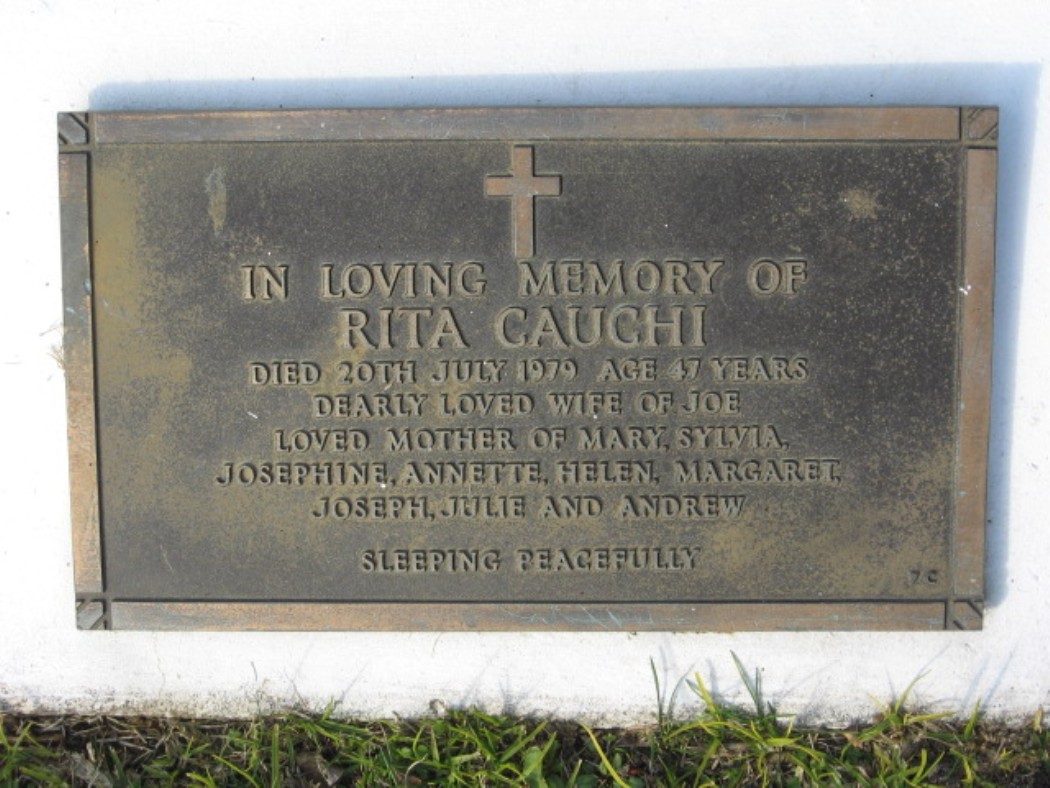 IN LOVING MEMORY OF
RITA CAUCHI
DIED 20TH JULY 1979 AGE 47 YEARS
DEARLY LOVED WIFE OF JOE
LOVED MOTHER OF MARY, SYLVIA,
JOSEPHINE, ANNETTE, HELEN, MARGARET,
JOSEPH, JULIE AND ANDREW
SLEEPING PEACEFULLY
7 C